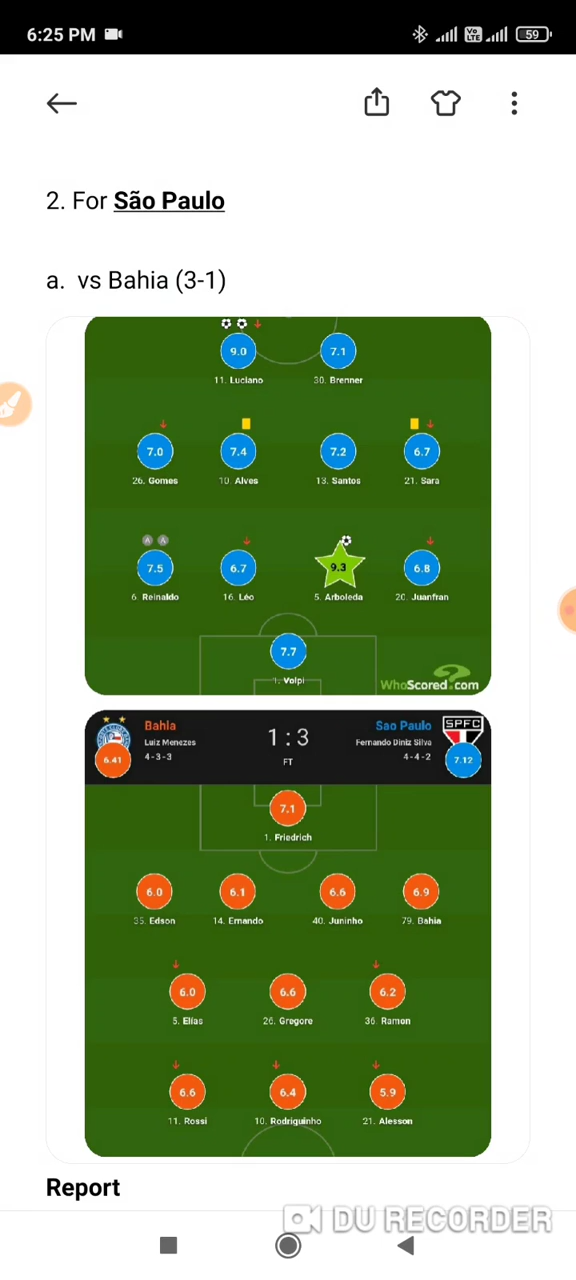 6:25 PM
Vo LTE
59
2. For São Paulo
a. vs Bahia (3-1)
9.0 7.1
11. Luciano 30. Brenner
7.0 7.4 7.2 6.7
26. Gomes 10. Alves 13. Santos 21. Sara
A A
7.5 6.7 9.3 6.8
6. Reinaldo 16. Léo 5. Arboleda 20. Juanfran
7.7
1. Volpi
WhoScored.com
Bahia 1 : 3 Sao Paulo SPFC
Luiz Menezes Fernando Diniz Silva
6.41 4-3-3 FT 4-4-2 7.12
7.1
1. Friedrich
6.0 6.1 6.6 6.9
35. Edson 14. Ernando 40. Juninho 79. Bahia
6.0 6.6 6.2
5. Elías 26. Gregore 36. Ramon
6.6 6.4 5.9
11. Rossi 10. Rodriguinho 21. Alesson
Report
DU RECORDER